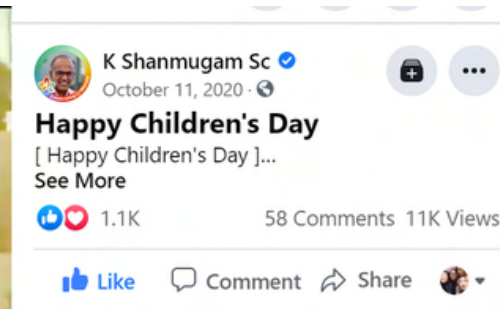 K Shanmugam Sc
October 11, 2020 ·
Happy Children's Day
[ Happy Children's Day ]...
See More
1.1K 58 Comments 11K Views
Like Comment Share